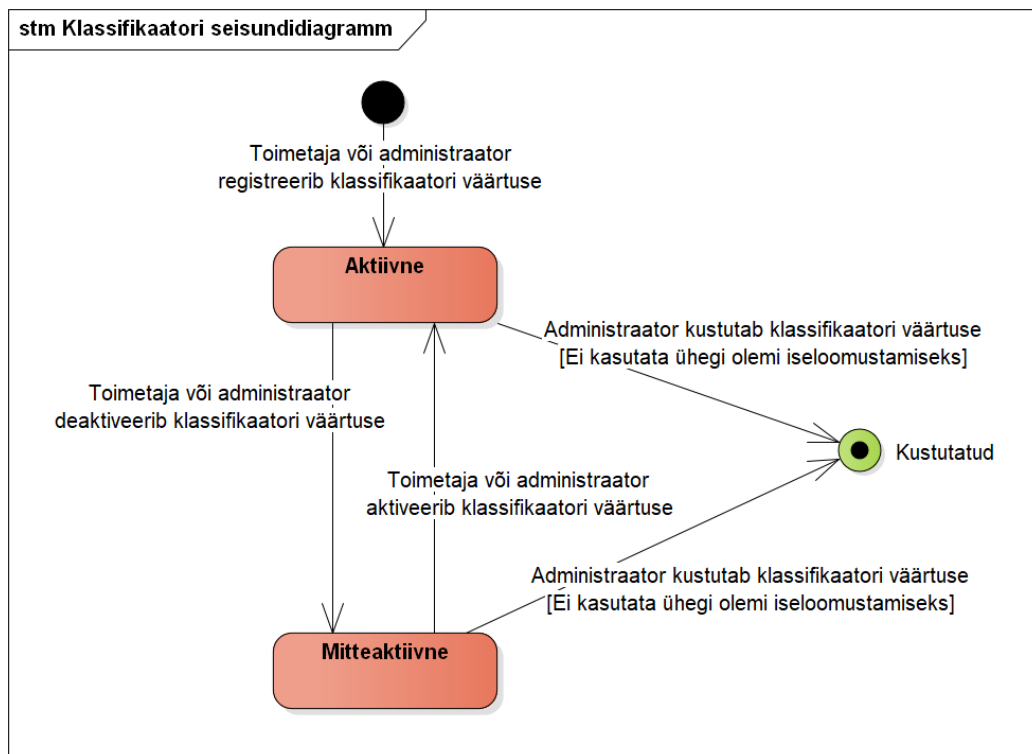 stm Klassifikaatori seisundidiagramm
Toimetaja või administraator
registreerib klassifikaatori väärtuse
Aktiivne
Administraator kustutab klassifikaatori väärtuse
[Ei kasutata ühegi olemi iseloomustamiseks]
Toimetaja või administraator
deaktiveerib klassifikaatori väärtuse
Kustutatud
Toimetaja või administraator
aktiveerib klassifikaatori väärtuse
Administraator kustutab klassifikaatori väärtuse
[Ei kasutata ühegi olemi iseloomustamiseks]
Mitteaktiivne